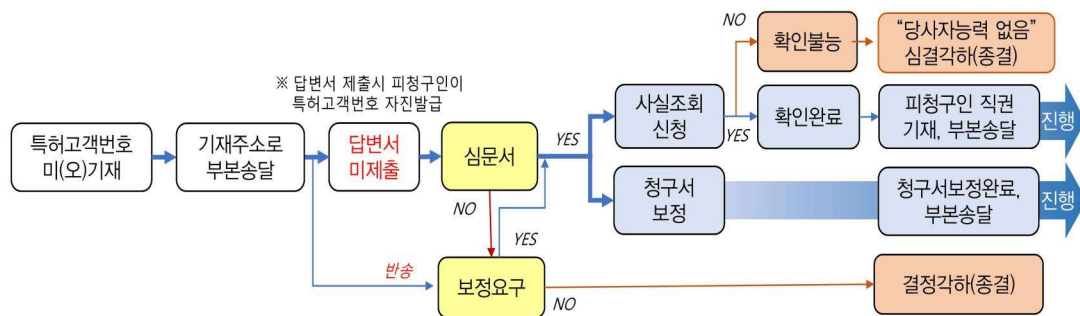 NO
확인불능
“당사자능력 없음”
심결각하(종결)
※ 답변서 제출시 피청구인이
특허고객번호 자진발급
특허고객번호
미(오)기재
기재주소로
부본송달
답변서
미제출
심문서
YES
사실조회
신청
YES
확인완료
피청구인 직권
기재, 부본송달
진행
청구서
보정
청구서보정완료,
부본송달
진행
NO
YES
반송
보정요구
NO
결정각하(종결)